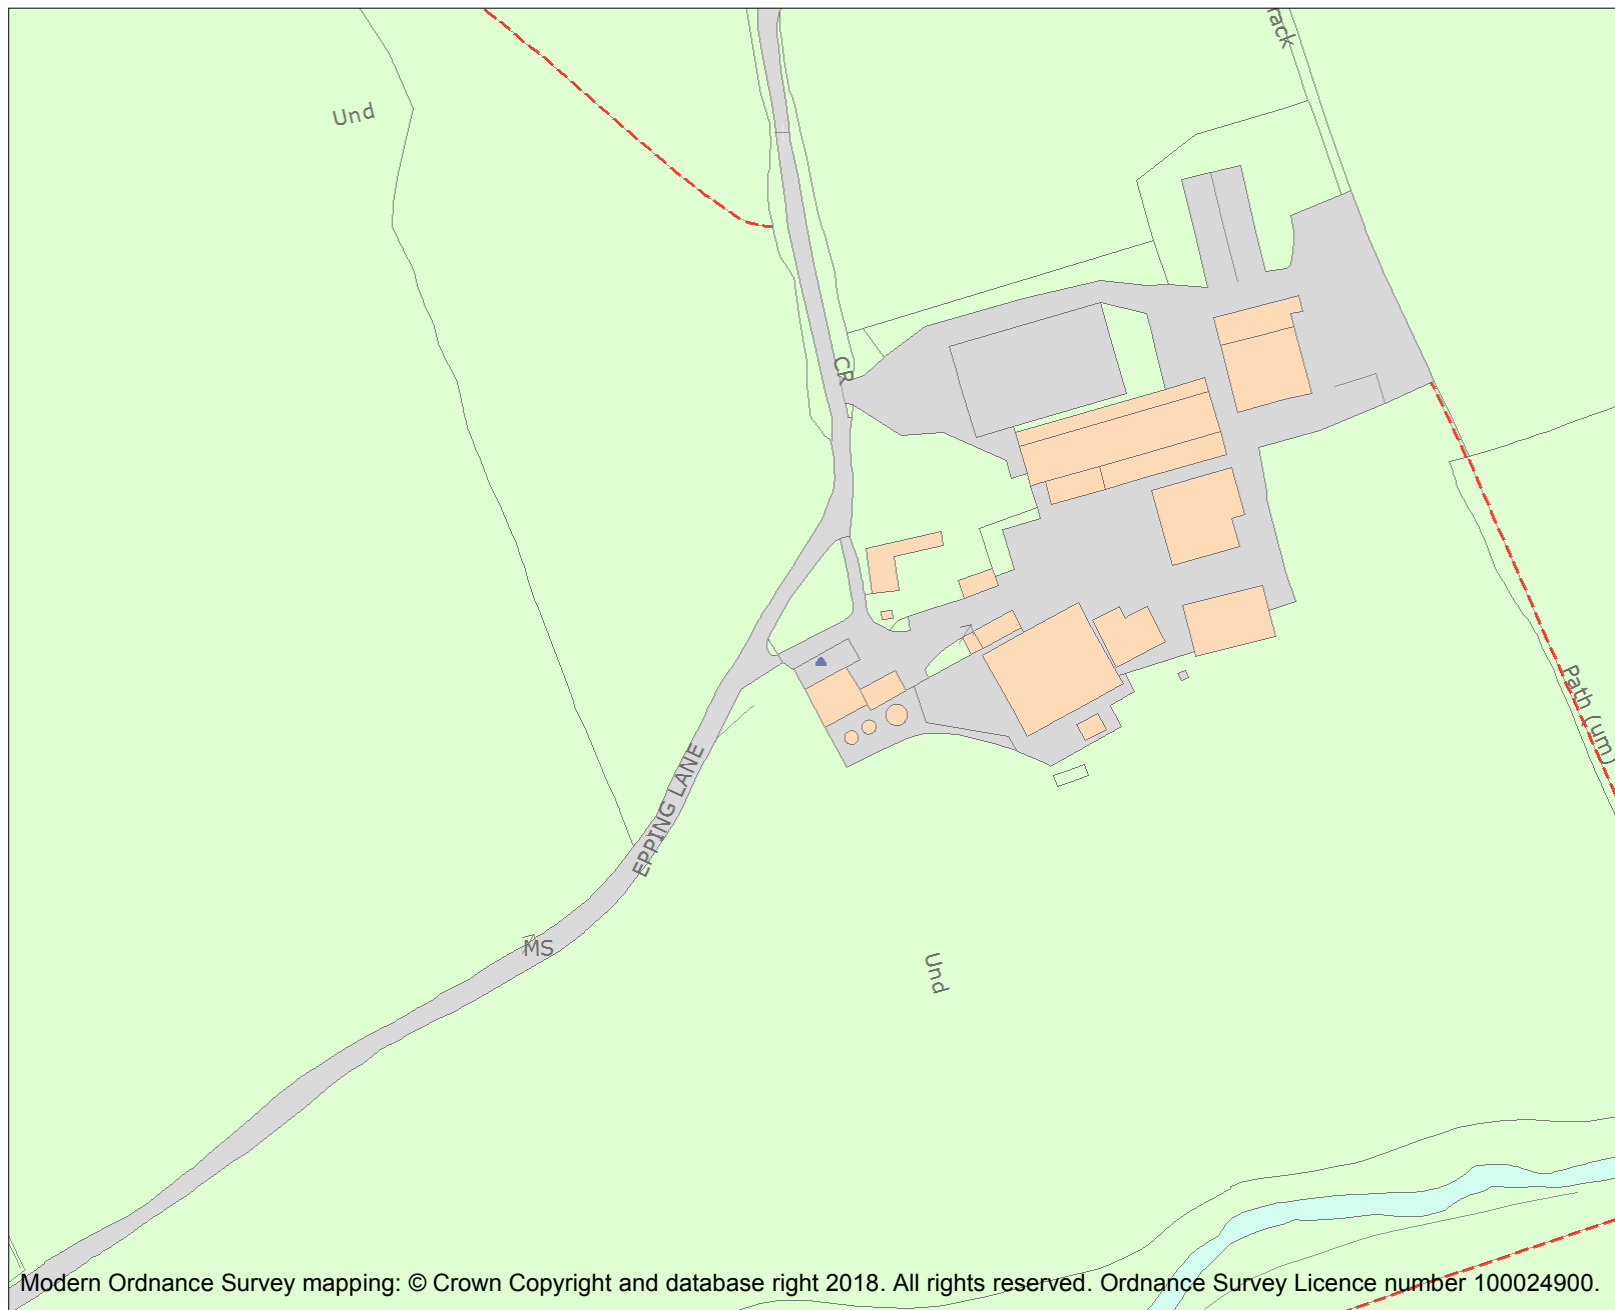 rack
Und
CR
Path (um)
EPPING LANE
MS
Und
Modern Ordnance Survey mapping: © Crown Copyright and database right 2018. All rights reserved. Ordnance Survey Licence number 100024900.